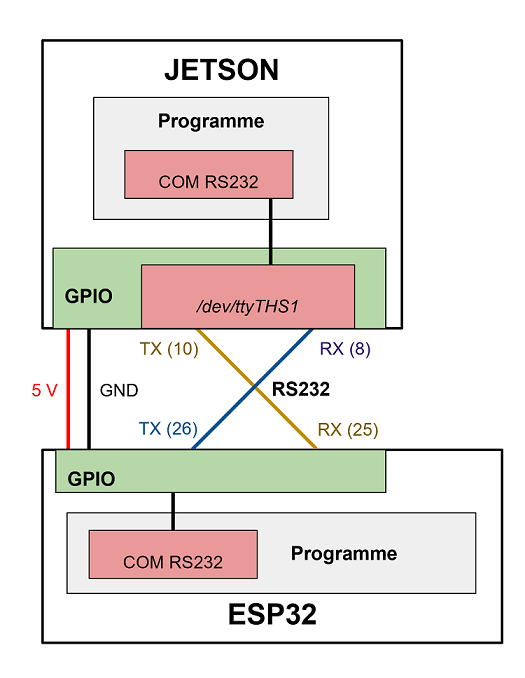 JETSON
Programme
COM RS232
GPIO
/dev/ttyTHS1
TX (10)
RX (8)
5 V
GND
RS232
TX (26)
RX (25)
GPIO
COM RS232
Programme
ESP32